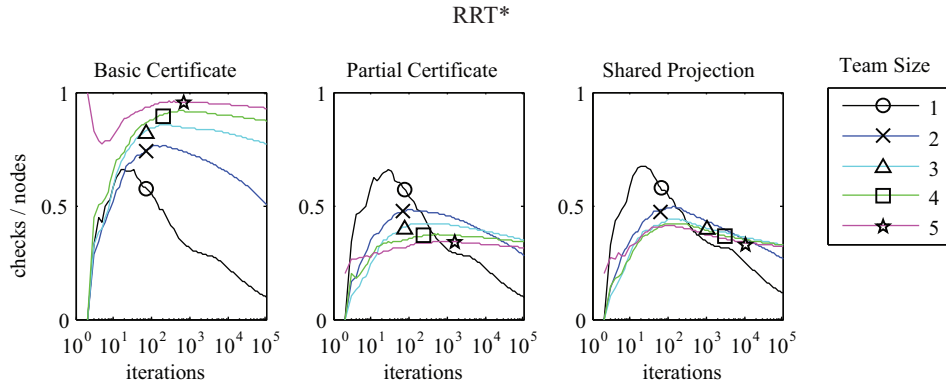 RRT*
Basic Certificate
Partial Certificate
Shared Projection
Team Size
checks / nodes
1
0.5
0
10^0 10^1 10^2 10^3 10^4 10^5
iterations
1
0.5
0
10^0 10^1 10^2 10^3 10^4 10^5
iterations
1
0.5
0
10^0 10^1 10^2 10^3 10^4 10^5
iterations
1
2
3
4
5